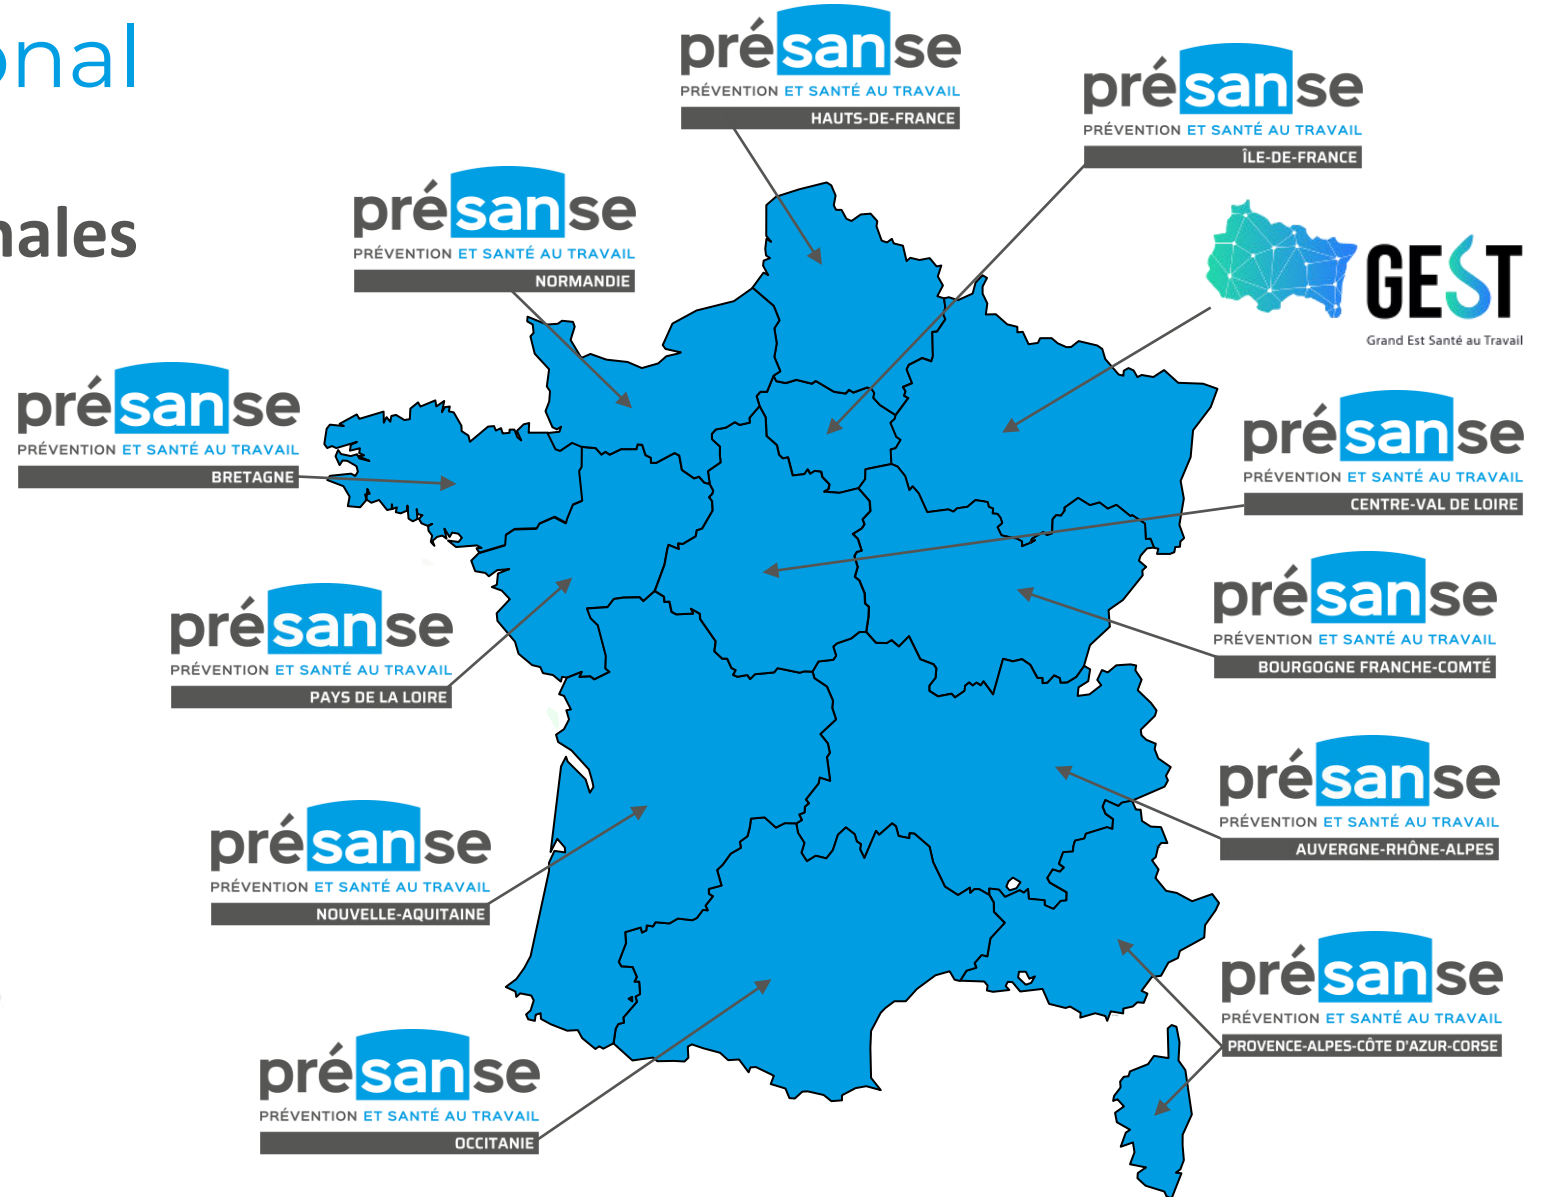 onal
nales
présanse
PRÉVENTION ET SANTÉ AU TRAVAIL
HAUTS-DE-FRANCE
présanse
PRÉVENTION ET SANTÉ AU TRAVAIL
ÎLE-DE-FRANCE
présanse
PRÉVENTION ET SANTÉ AU TRAVAIL
NORMANDIE
GEST
Grand Est Santé au Travail
présanse
PRÉVENTION ET SANTÉ AU TRAVAIL
BRETAGNE
présanse
PRÉVENTION ET SANTÉ AU TRAVAIL
CENTRE-VAL DE LOIRE
présanse
PRÉVENTION ET SANTÉ AU TRAVAIL
BOURGOGNE FRANCHE-COMTÉ
présanse
PRÉVENTION ET SANTÉ AU TRAVAIL
PAYS DE LA LOIRE
présanse
PRÉVENTION ET SANTÉ AU TRAVAIL
AUVERGNE-RHÔNE-ALPES
présanse
PRÉVENTION ET SANTÉ AU TRAVAIL
NOUVELLE-AQUITAINE
présanse
PRÉVENTION ET SANTÉ AU TRAVAIL
PROVENCE-ALPES-CÔTE D'AZUR-CORSE
présanse
PRÉVENTION ET SANTÉ AU TRAVAIL
OCCITANIE